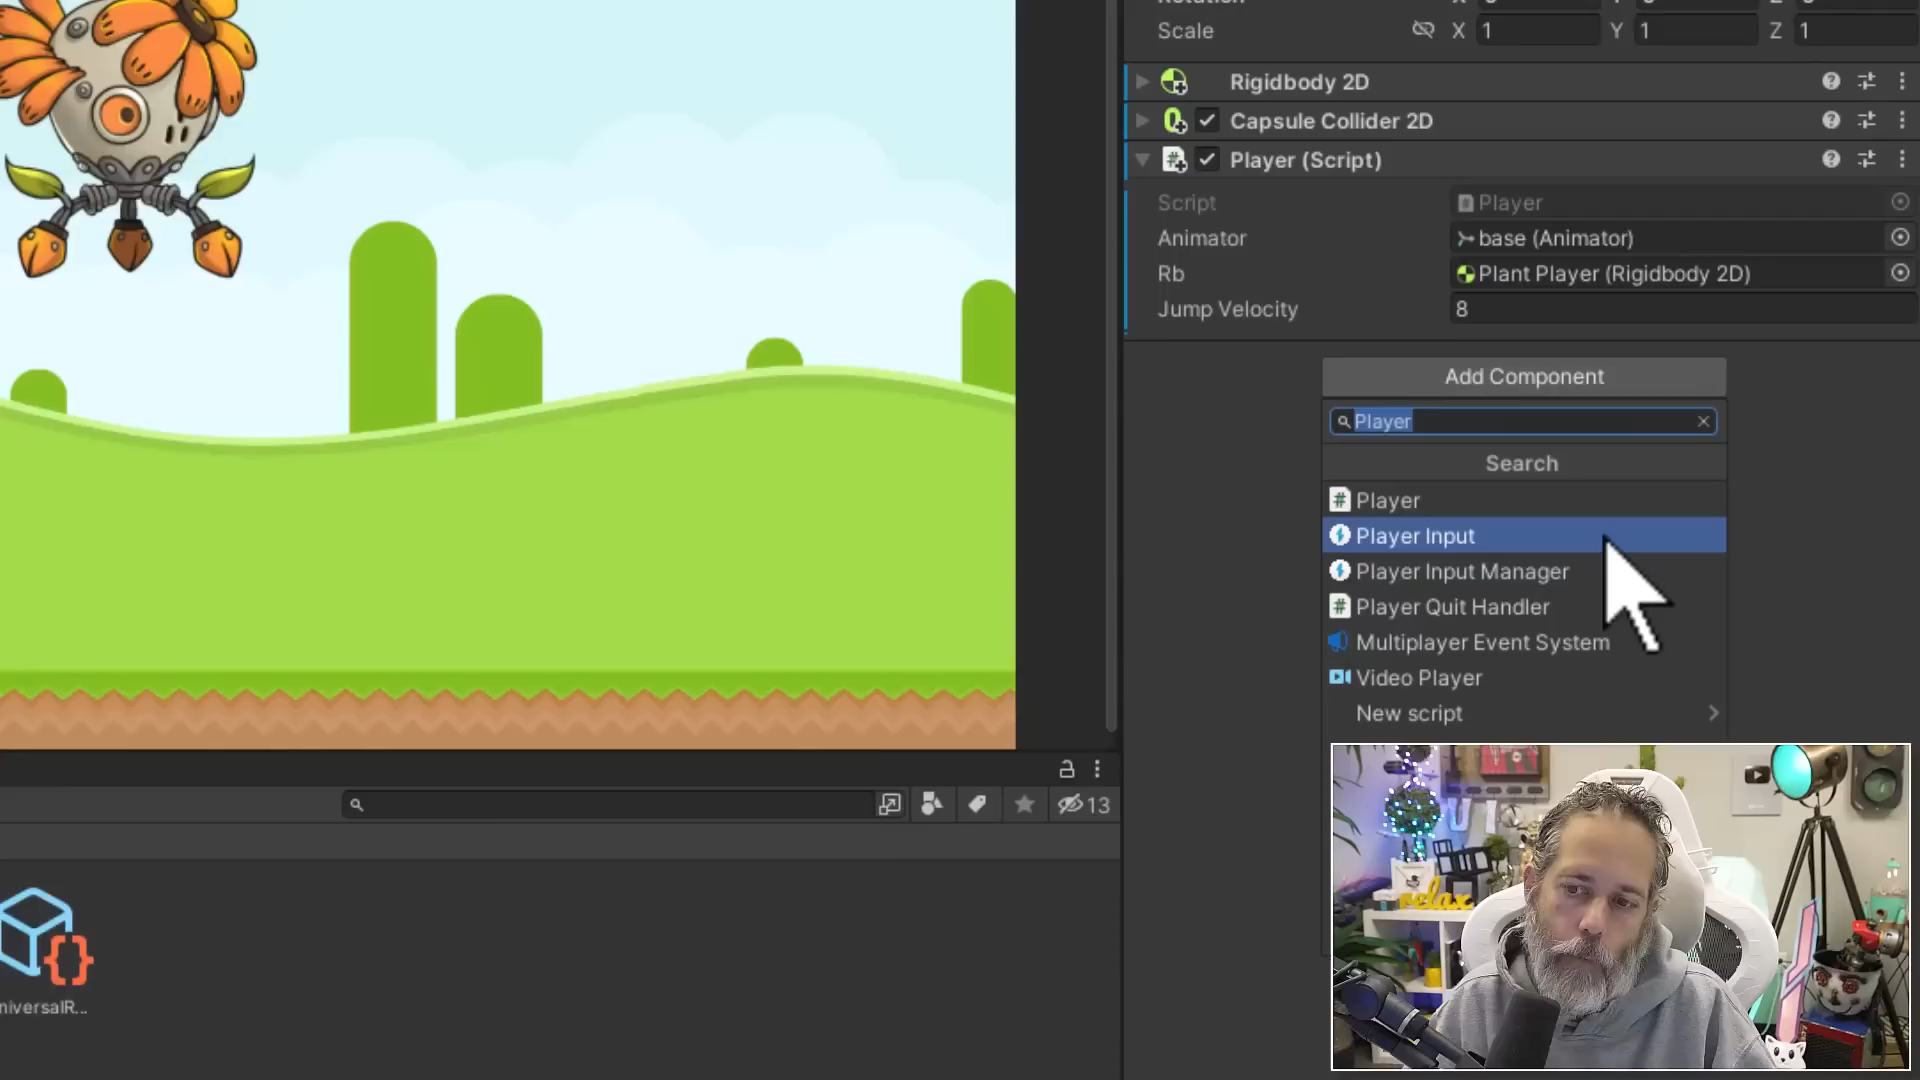 Scale X 1 Y 1 Z 1
Rigidbody 2D
Capsule Collider 2D
Player (Script)
Script Player
Animator base (Animator)
Rb Plant Player (Rigidbody 2D)
Jump Velocity 8
Add Component
Player
Search
Player
Player Input
Player Input Manager
Player Quit Handler
Multiplayer Event System
Video Player
New script
13
niversalR...
relax